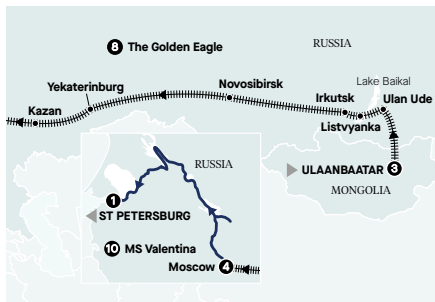 8 The Golden Eagle
RUSSIA
Lake Baikal
Yekaterinburg
Novosibirsk
Irkutsk
Ulan Ude
Kazan
Listvyanka
RUSSIA
ULAANBAATAR 3
MONGOLIA
1
ST PETERSBURG
10 MS Valentina
Moscow 4